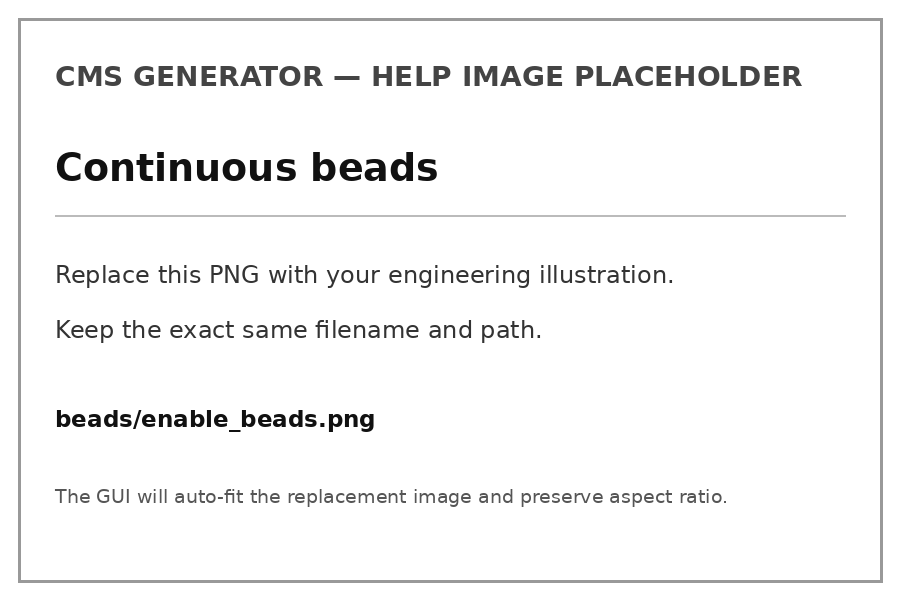 CMS GENERATOR — HELP IMAGE PLACEHOLDER
Continuous beads
Replace this PNG with your engineering illustration.
Keep the exact same filename and path.
beads/enable_beads.png
The GUI will auto-fit the replacement image and preserve aspect ratio.